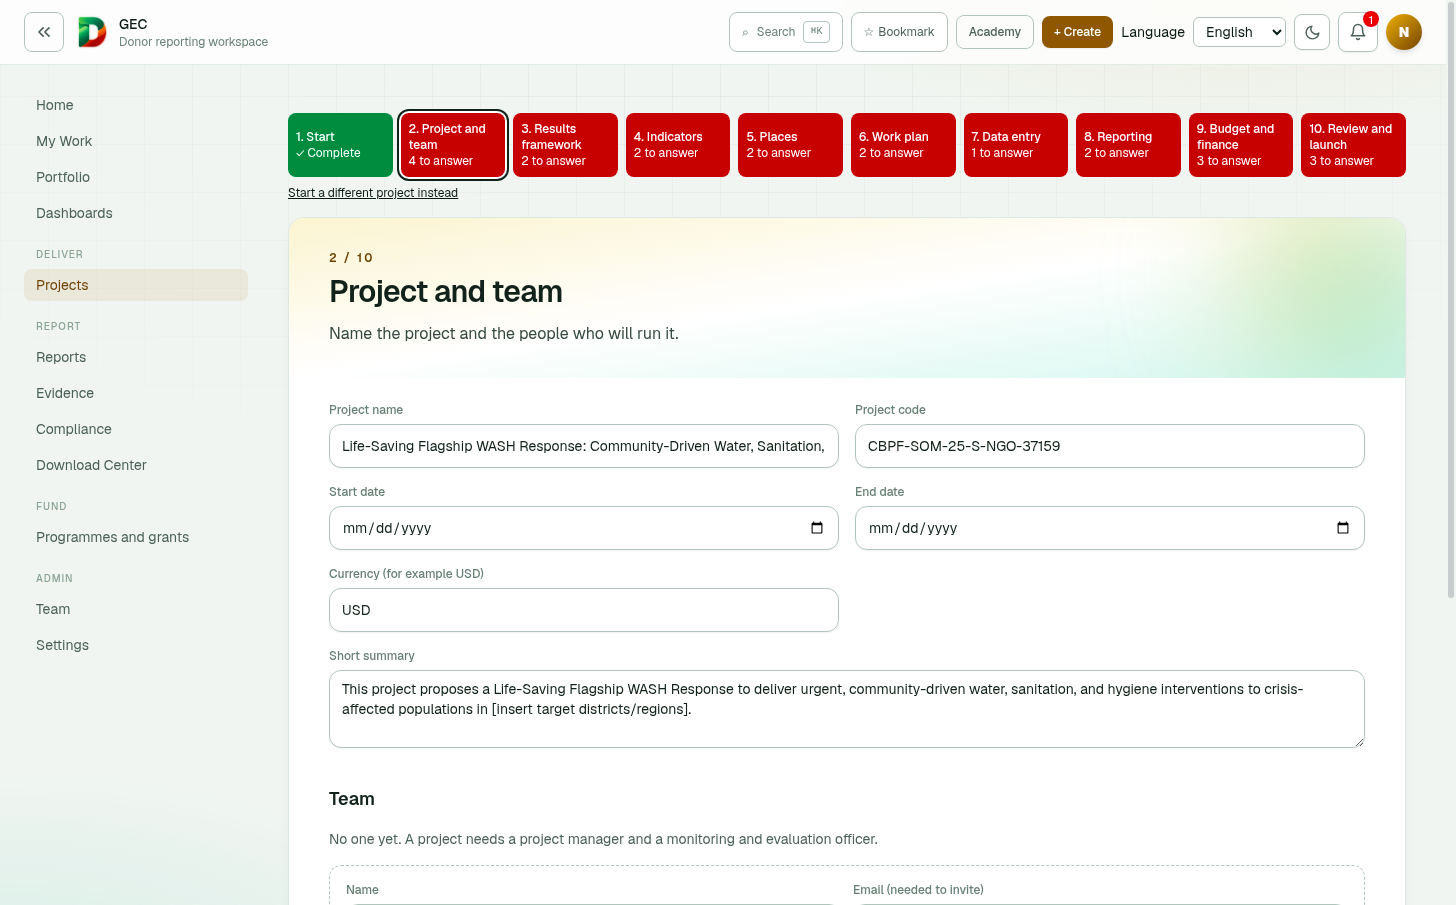 GEC
Donor reporting workspace
Search
⌘K
☆ Bookmark
Academy
+ Create
Language
English
1
N
Home
My Work
Portfolio
Dashboards
DELIVER
Projects
REPORT
Reports
Evidence
Compliance
Download Center
FUND
Programmes and grants
ADMIN
Team
Settings
1. Start
✓ Complete
2. Project and
team
4 to answer
3. Results
framework
2 to answer
4. Indicators
2 to answer
5. Places
2 to answer
6. Work plan
2 to answer
7. Data entry
1 to answer
8. Reporting
2 to answer
9. Budget and
finance
3 to answer
10. Review and
launch
3 to answer
Start a different project instead
2 / 10
Project and team
Name the project and the people who will run it.
Project name
Life-Saving Flagship WASH Response: Community-Driven Water, Sanitation,
Project code
CBPF-SOM-25-S-NGO-37159
Start date
mm/dd/yyyy
End date
mm/dd/yyyy
Currency (for example USD)
USD
Short summary
This project proposes a Life-Saving Flagship WASH Response to deliver urgent, community-driven water, sanitation, and hygiene interventions to crisis-
affected populations in [insert target districts/regions].
Team
No one yet. A project needs a project manager and a monitoring and evaluation officer.
Name
Email (needed to invite)